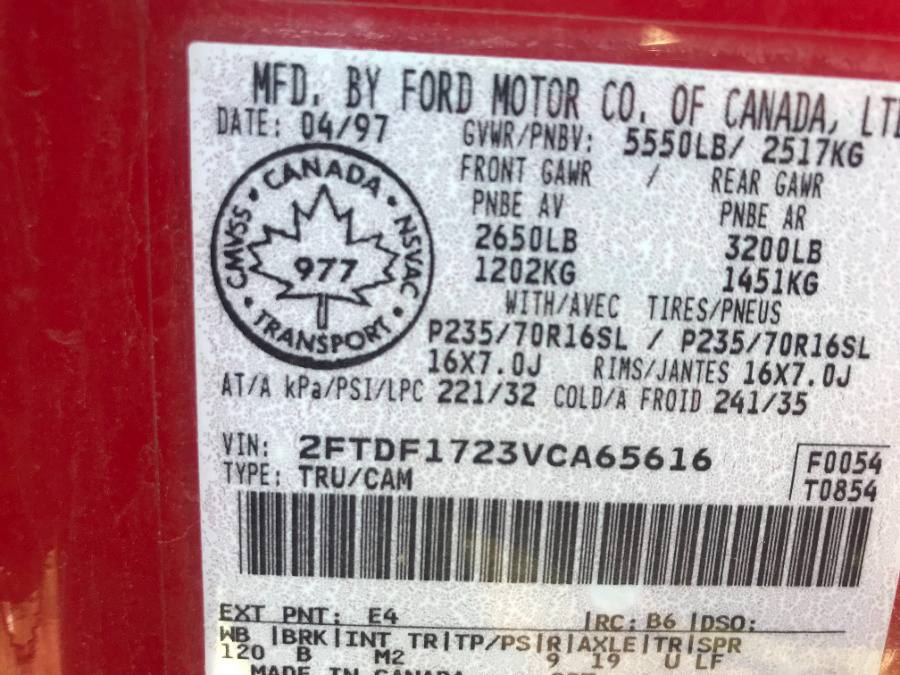 MFD. BY FORD MOTOR CO. OF CANADA,
DATE: 04/97 GVWR/PNBV: 5550LB/ 2517KG
FRONT GAWR / REAR GAWR
PNBE AV PNBE AR
2650LB 3200LB
1202KG 1451KG
WITH/AVEC TIRES/PNEUS
P235/70R16SL / P235/70R16SL
16X7.0J RIMS/JANTES 16X7.0J
AT/A kPa/PSI/LPC 221/32 COLD/A FROID 241/35
CANADA
CMVSS • NSVAC
977
TRANSPORT
VIN: 2FTDF1723VCA65616
TYPE: TRU/CAM
F0054
T0854
EXT PNT: E4 |RC: B6 |DSO:
WB |BRK|INT TR|TP/PS|R|AXLE|TR|SPR
120 B M2 9 19 U LF
MADE IN CANADA